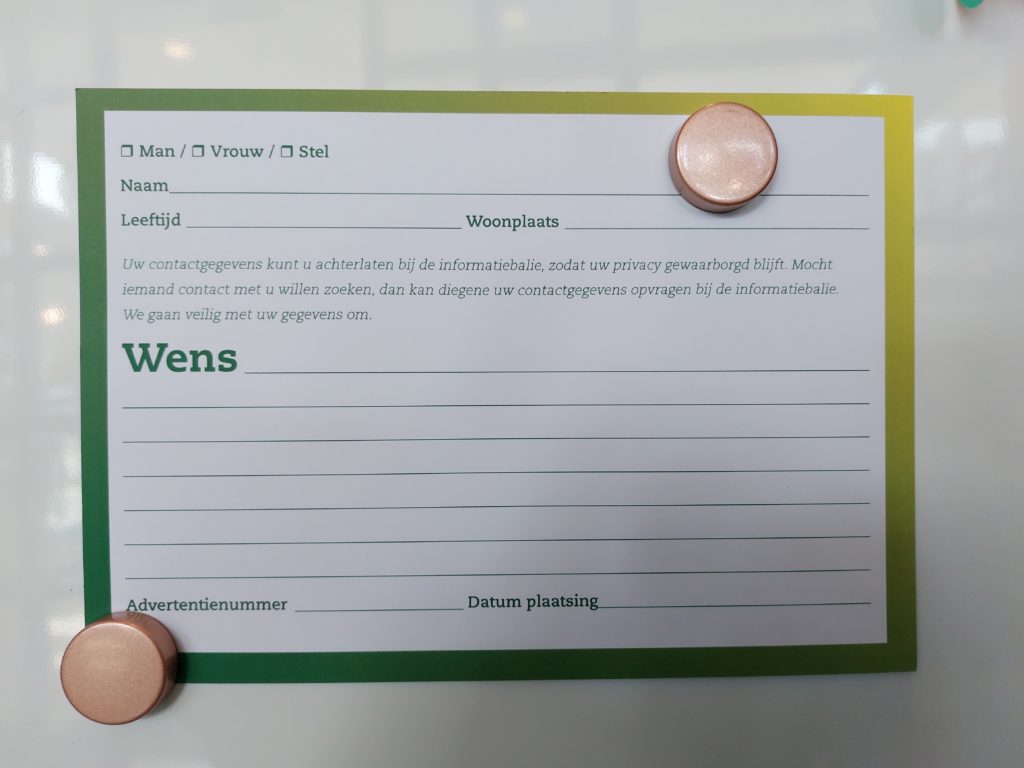 ❐ Man / ❐ Vrouw / ❐ Stel
Naam
Leeftijd Woonplaats
Uw contactgegevens kunt u achterlaten bij de informatiebalie, zodat uw privacy gewaarborgd blijft. Mocht
iemand contact met u willen zoeken, dan kan diegene uw contactgegevens opvragen bij de informatiebalie.
We gaan veilig met uw gegevens om.
Wens
Advertentienummer Datum plaatsing